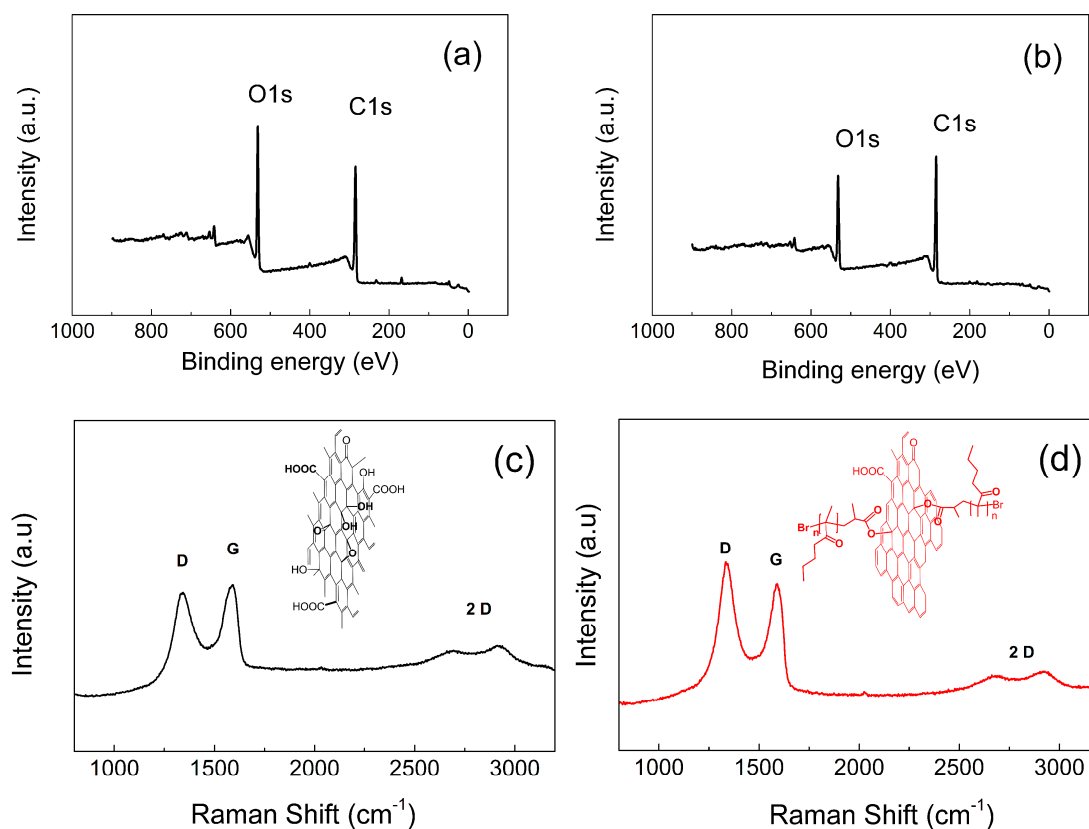 (a)
O1s
C1s
Intensity (a.u.)
1000 800 600 400 200 0
Binding energy (eV)
(b)
O1s
C1s
Intensity (a.u.)
1000 800 600 400 200 0
Binding energy (eV)
(c)
D
G
2 D
O
HOOC
OH
COOH
OH
O
HO
O
HO
HOOC
Intensity (a.u)
1000 1500 2000 2500 3000
Raman Shift (cm-1)
(d)
D
G
2 D
O
HOOC
Br
n
O
O
O
O
O
O
n
Br
Intensity (a.u)
1000 1500 2000 2500 3000
Raman Shift (cm-1)